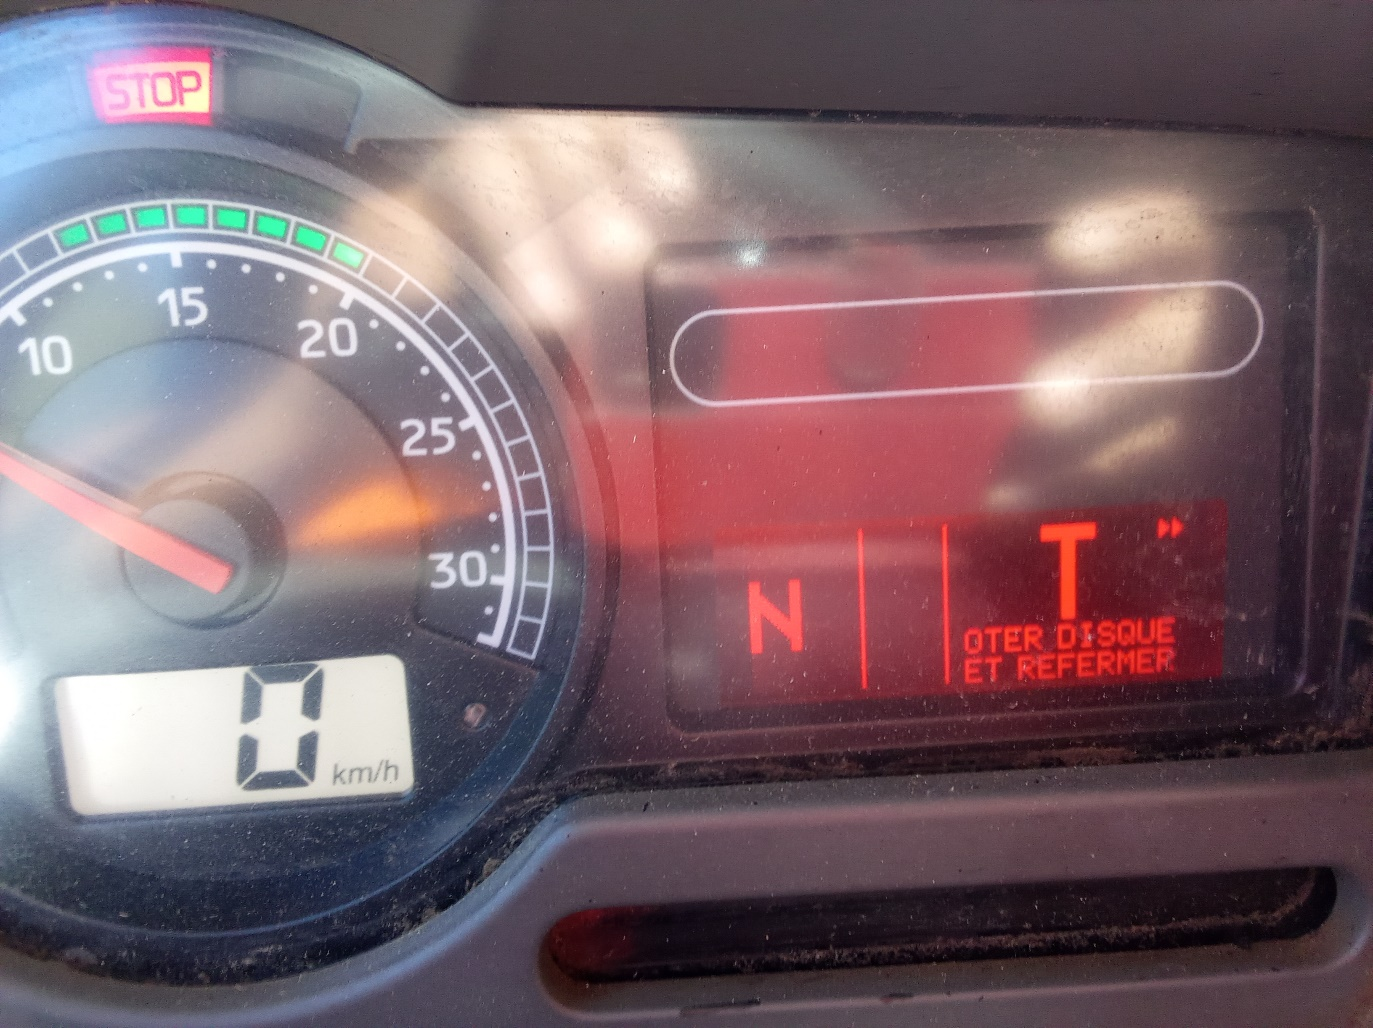 STOP
10
15
20
25
30
0 km/h
N
T
OTER DISQUE
ET REFERMER